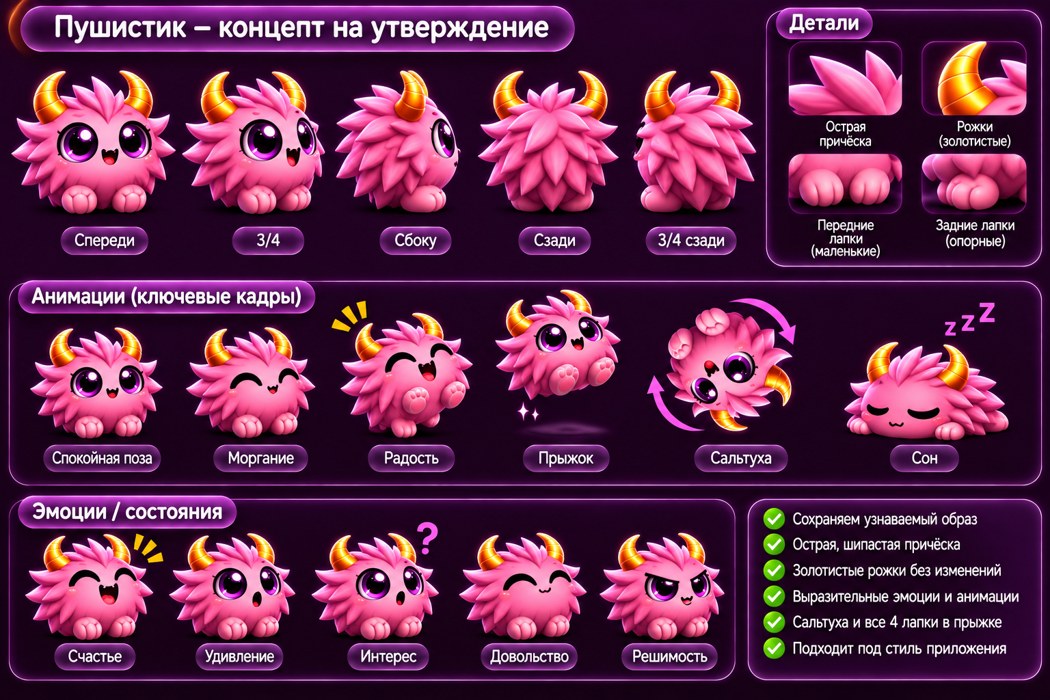 Пушистик – концепт на утверждение
Спереди
3/4
Сбоку
Сзади
3/4 сзади
Детали
Острая
причёска
Рожки
(золотистые)
Передние
лапки
(маленькие)
Задние лапки
(опорные)
Анимации (ключевые кадры)
Спокойная поза
Моргание
Радость
Прыжок
Сальтуха
z z Z
Сон
Эмоции / состояния
?
Счастье
Удивление
Интерес
Довольство
Решимость
Сохраняем узнаваемый образ
Острая, шипастая причёска
Золотистые рожки без изменений
Выразительные эмоции и анимации
Сальтуха и все 4 лапки в прыжке
Подходит под стиль приложения